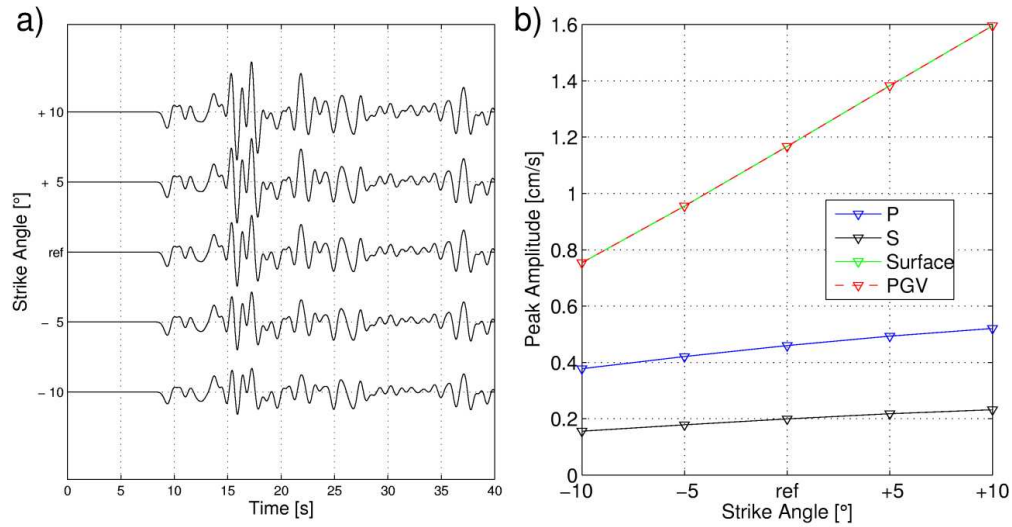 a)
Strike Angle [°]
+ 10
+ 5
ref
− 5
− 10
0 5 10 15 20 25 30 35 40
Time [s]
b)
Peak Amplitude [cm/s]
1.6
1.4
1.2
1
0.8
0.6
0.4
0.2
0
P
S
Surface
PGV
−10 −5 ref +5 +10
Strike Angle [°]